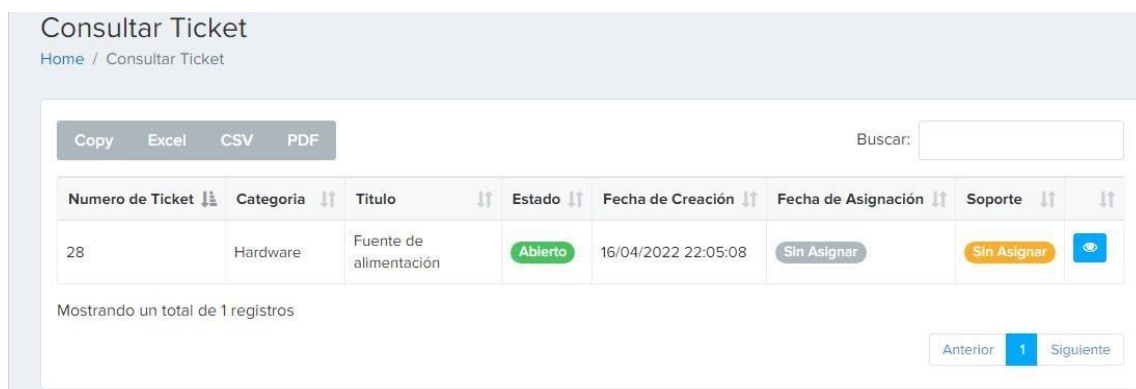 Consultar Ticket
Home / Consultar Ticket
Copy Excel CSV PDF
Buscar:
Numero de Ticket Categoria Titulo Estado Fecha de Creación Fecha de Asignación Soporte
28 Hardware Fuente de alimentación Abierto 16/04/2022 22:05:08 Sin Asignar Sin Asignar
Mostrando un total de 1 registros
Anterior 1 Siguiente